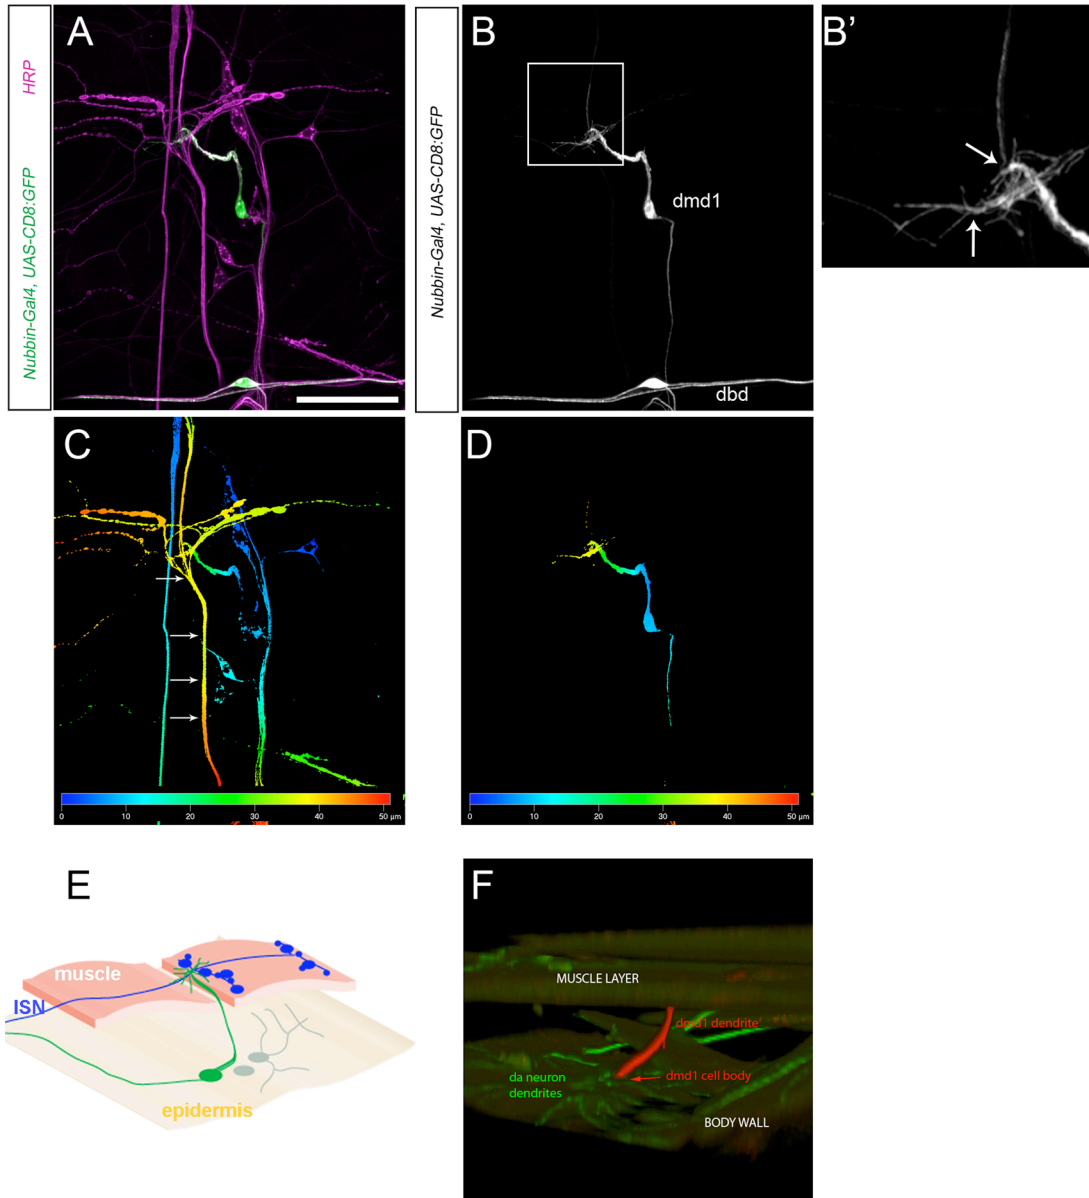 Nubbin-Gal4, UAS-CD8:GFP HRP
A
Nubbin-Gal4, UAS-CD8:GFP
B
dmd1
dbd
B’
C
0 10 20 30 40 50 µm
D
0 10 20 30 40 50 µm
E
muscle
ISN
epidermis
F
MUSCLE LAYER
dmd1 dendrite'
dmd1 cell body
da neuron
dendrites
BODY WALL